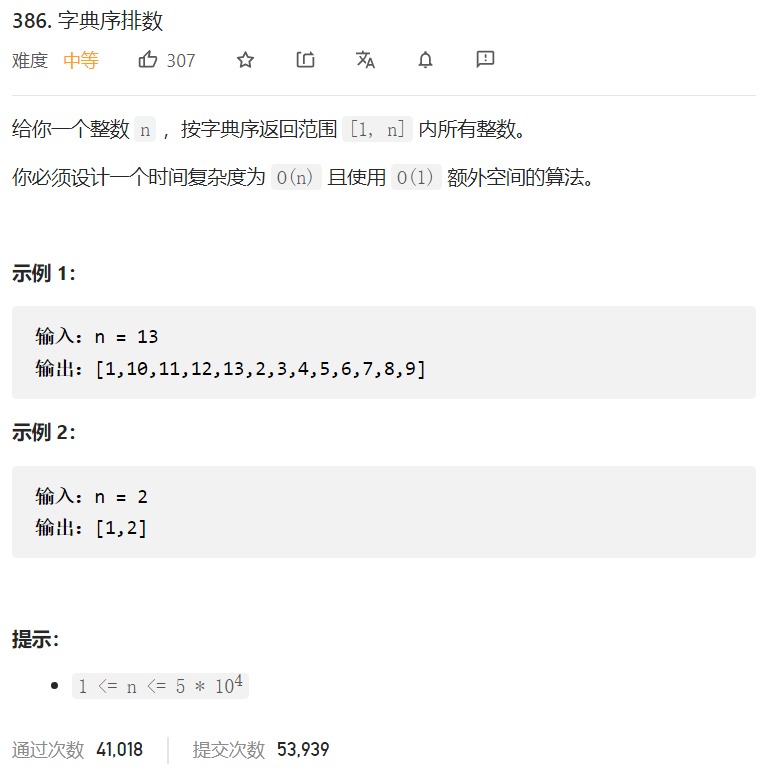 386. 字典序排数
难度 中等 307
给你一个整数 n ，按字典序返回范围 [1, n] 内所有整数。
你必须设计一个时间复杂度为 O(n) 且使用 O(1) 额外空间的算法。
示例 1：
输入：n = 13
输出：[1,10,11,12,13,2,3,4,5,6,7,8,9]
示例 2：
输入：n = 2
输出：[1,2]
提示：
1 <= n <= 5 * 10⁴
通过次数 41,018 提交次数 53,939